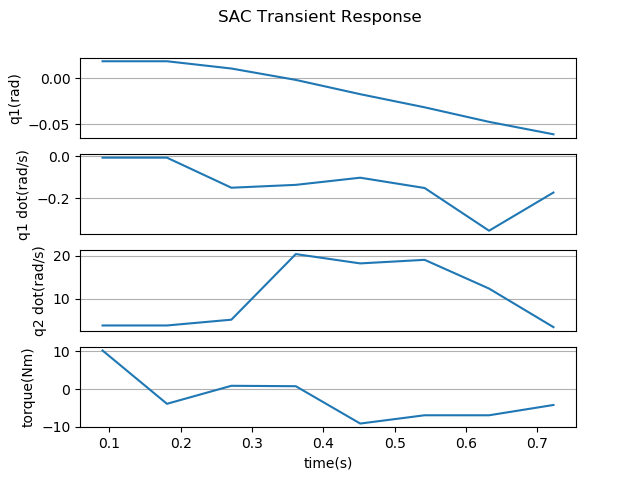 SAC Transient Response
q1(rad)
0.00
−0.05
q1 dot(rad/s)
0.0
−0.2
q2 dot(rad/s)
20
10
torque(Nm)
10
0
−10
0.1 0.2 0.3 0.4 0.5 0.6 0.7
time(s)